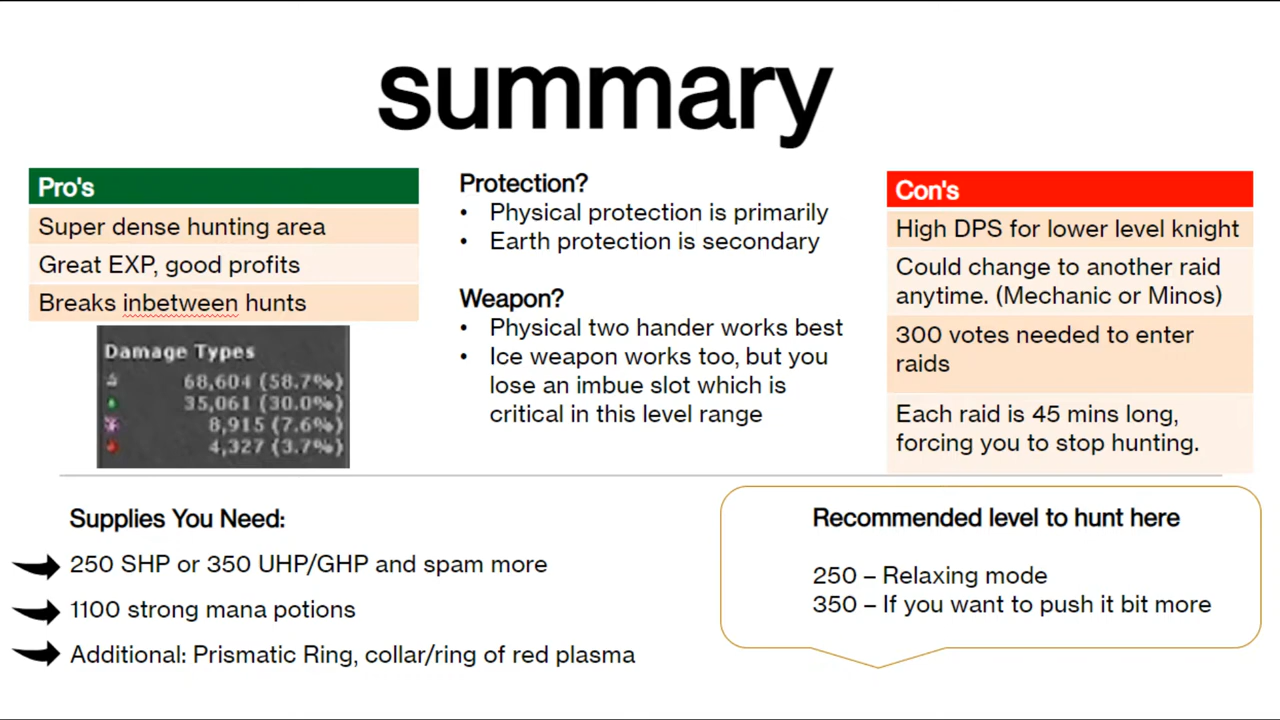 summary
Pro's
Super dense hunting area
Great EXP, good profits
Breaks inbetween hunts
Damage Types
68,604 (58.7%)
35,061 (30.0%)
8,915 (7.6%)
4,327 (3.7%)
Protection?
• Physical protection is primarily
• Earth protection is secondary
Weapon?
• Physical two hander works best
• Ice weapon works too, but you
lose an imbue slot which is
critical in this level range
Con's
High DPS for lower level knight
Could change to another raid
anytime. (Mechanic or Minos)
300 votes needed to enter
raids
Each raid is 45 mins long,
forcing you to stop hunting.
Supplies You Need:
250 SHP or 350 UHP/GHP and spam more
1100 strong mana potions
Additional: Prismatic Ring, collar/ring of red plasma
Recommended level to hunt here
250 – Relaxing mode
350 – If you want to push it bit more